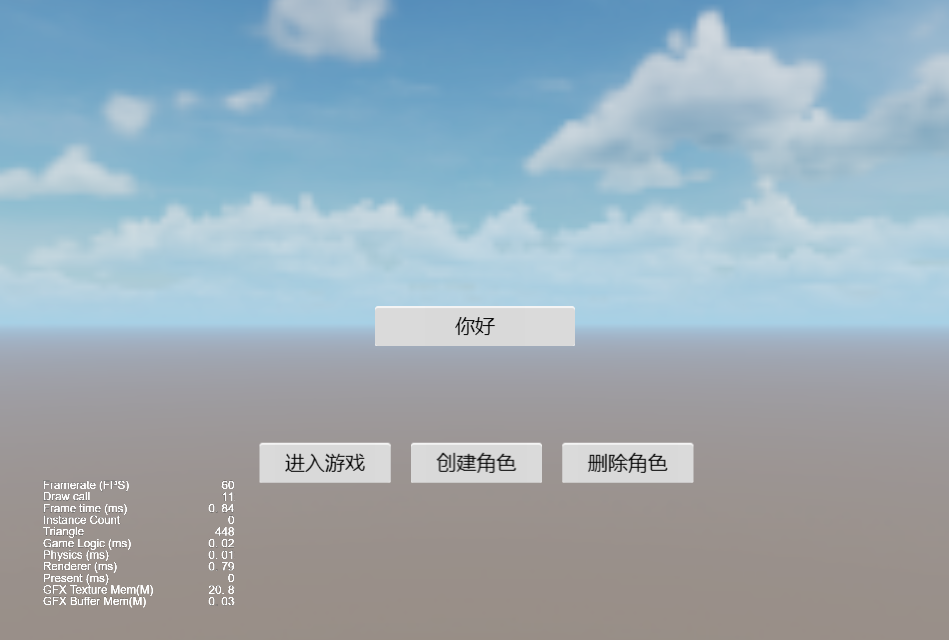 你好
进入游戏 创建角色 删除角色
Framerate (FPS) 60
Draw call 11
Frame time (ms) 0. 84
Instance Count 0
Triangle 448
Game Logic (ms) 0. 02
Physics (ms) 0. 01
Renderer (ms) 0 79
Present (ms) 0
GFX Texture Mem(M) 20. 8
GFX Buffer Mem(M) 0 03